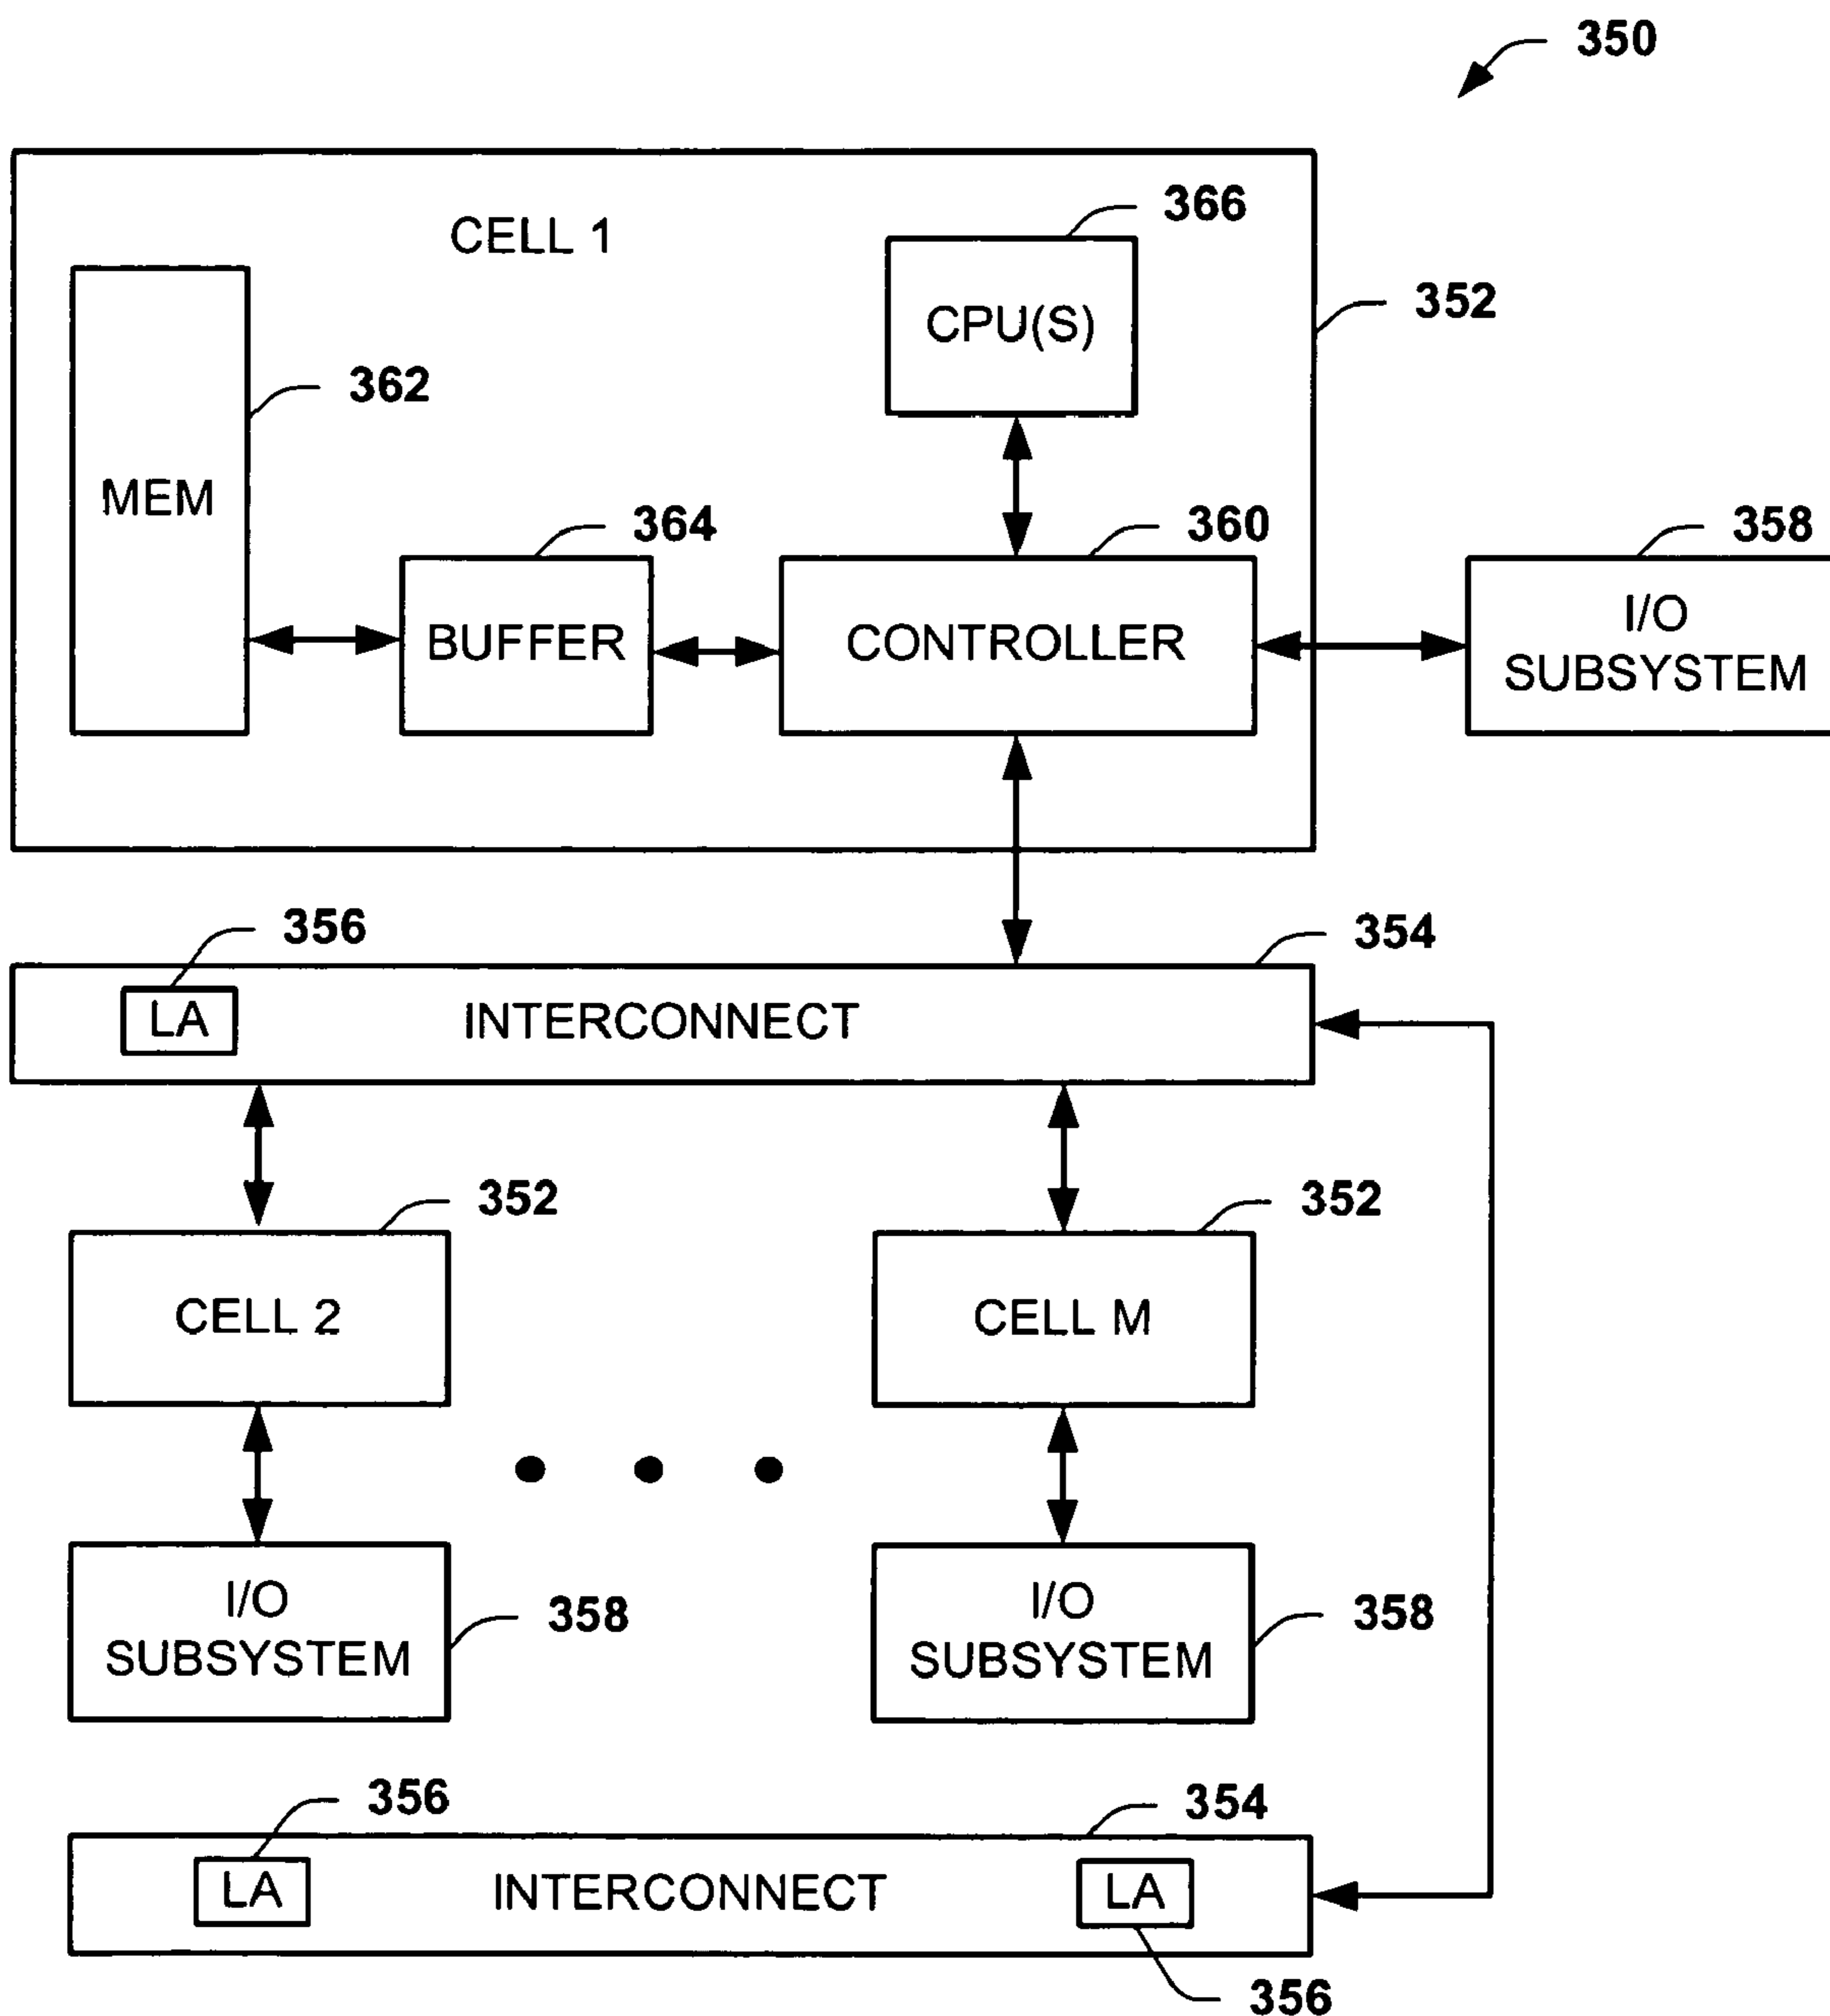 350
366
CELL 1
CPU(S)
352
362
MEM
364
360
358
BUFFER
CONTROLLER
I/O
SUBSYSTEM
356
354
LA
INTERCONNECT
352
352
CELL 2
CELL M
I/O
SUBSYSTEM
358
I/O
SUBSYSTEM
358
356
354
LA
INTERCONNECT
LA
356